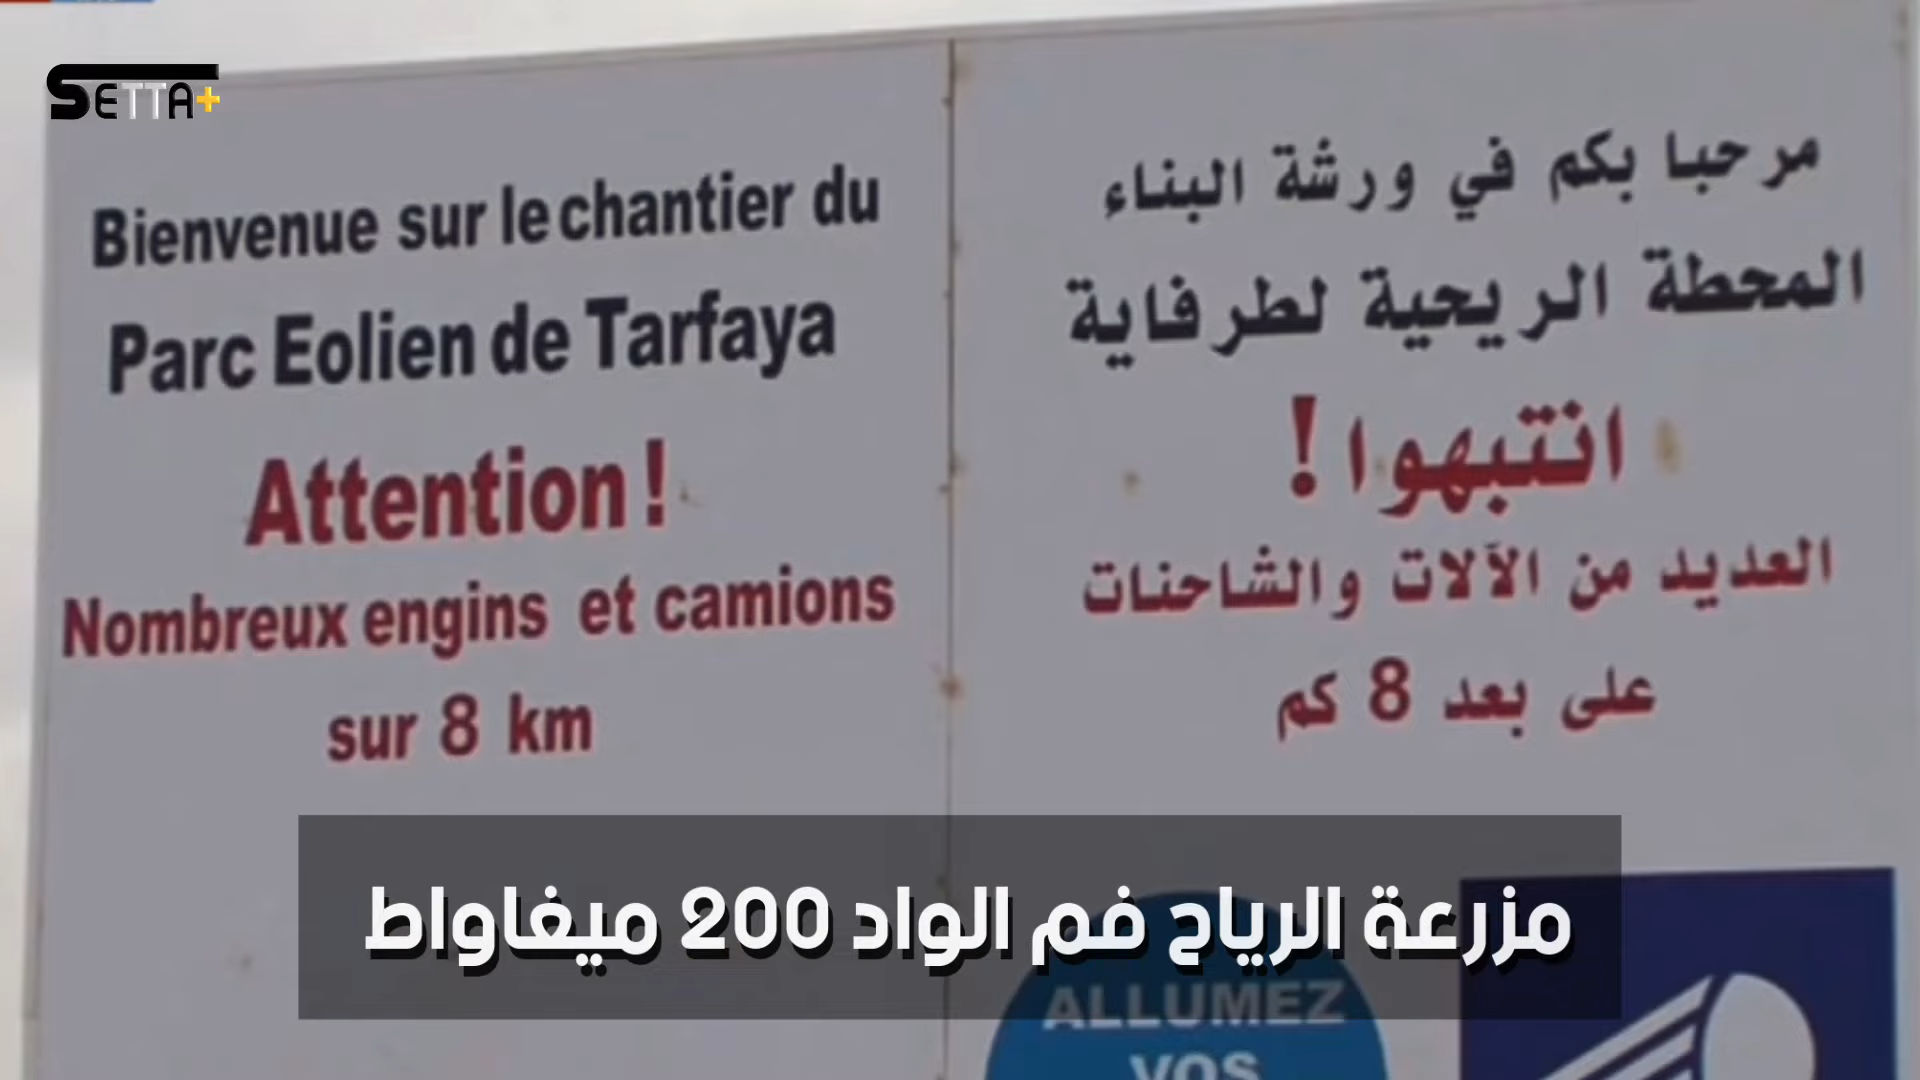 SETTA+
Bienvenue sur le chantier du
Parc Eolien de Tarfaya
Attention !
Nombreux engins et camions
sur 8 km
مرحبا بكم في ورشة البناء
المحطة الريحية لطرفاية
انتبهوا !
العديد من الآلات والشاحنات
على بعد 8 كم
مزرعة الرياح فم الواد 200 ميغاواط
ALLUMEZ
VOS